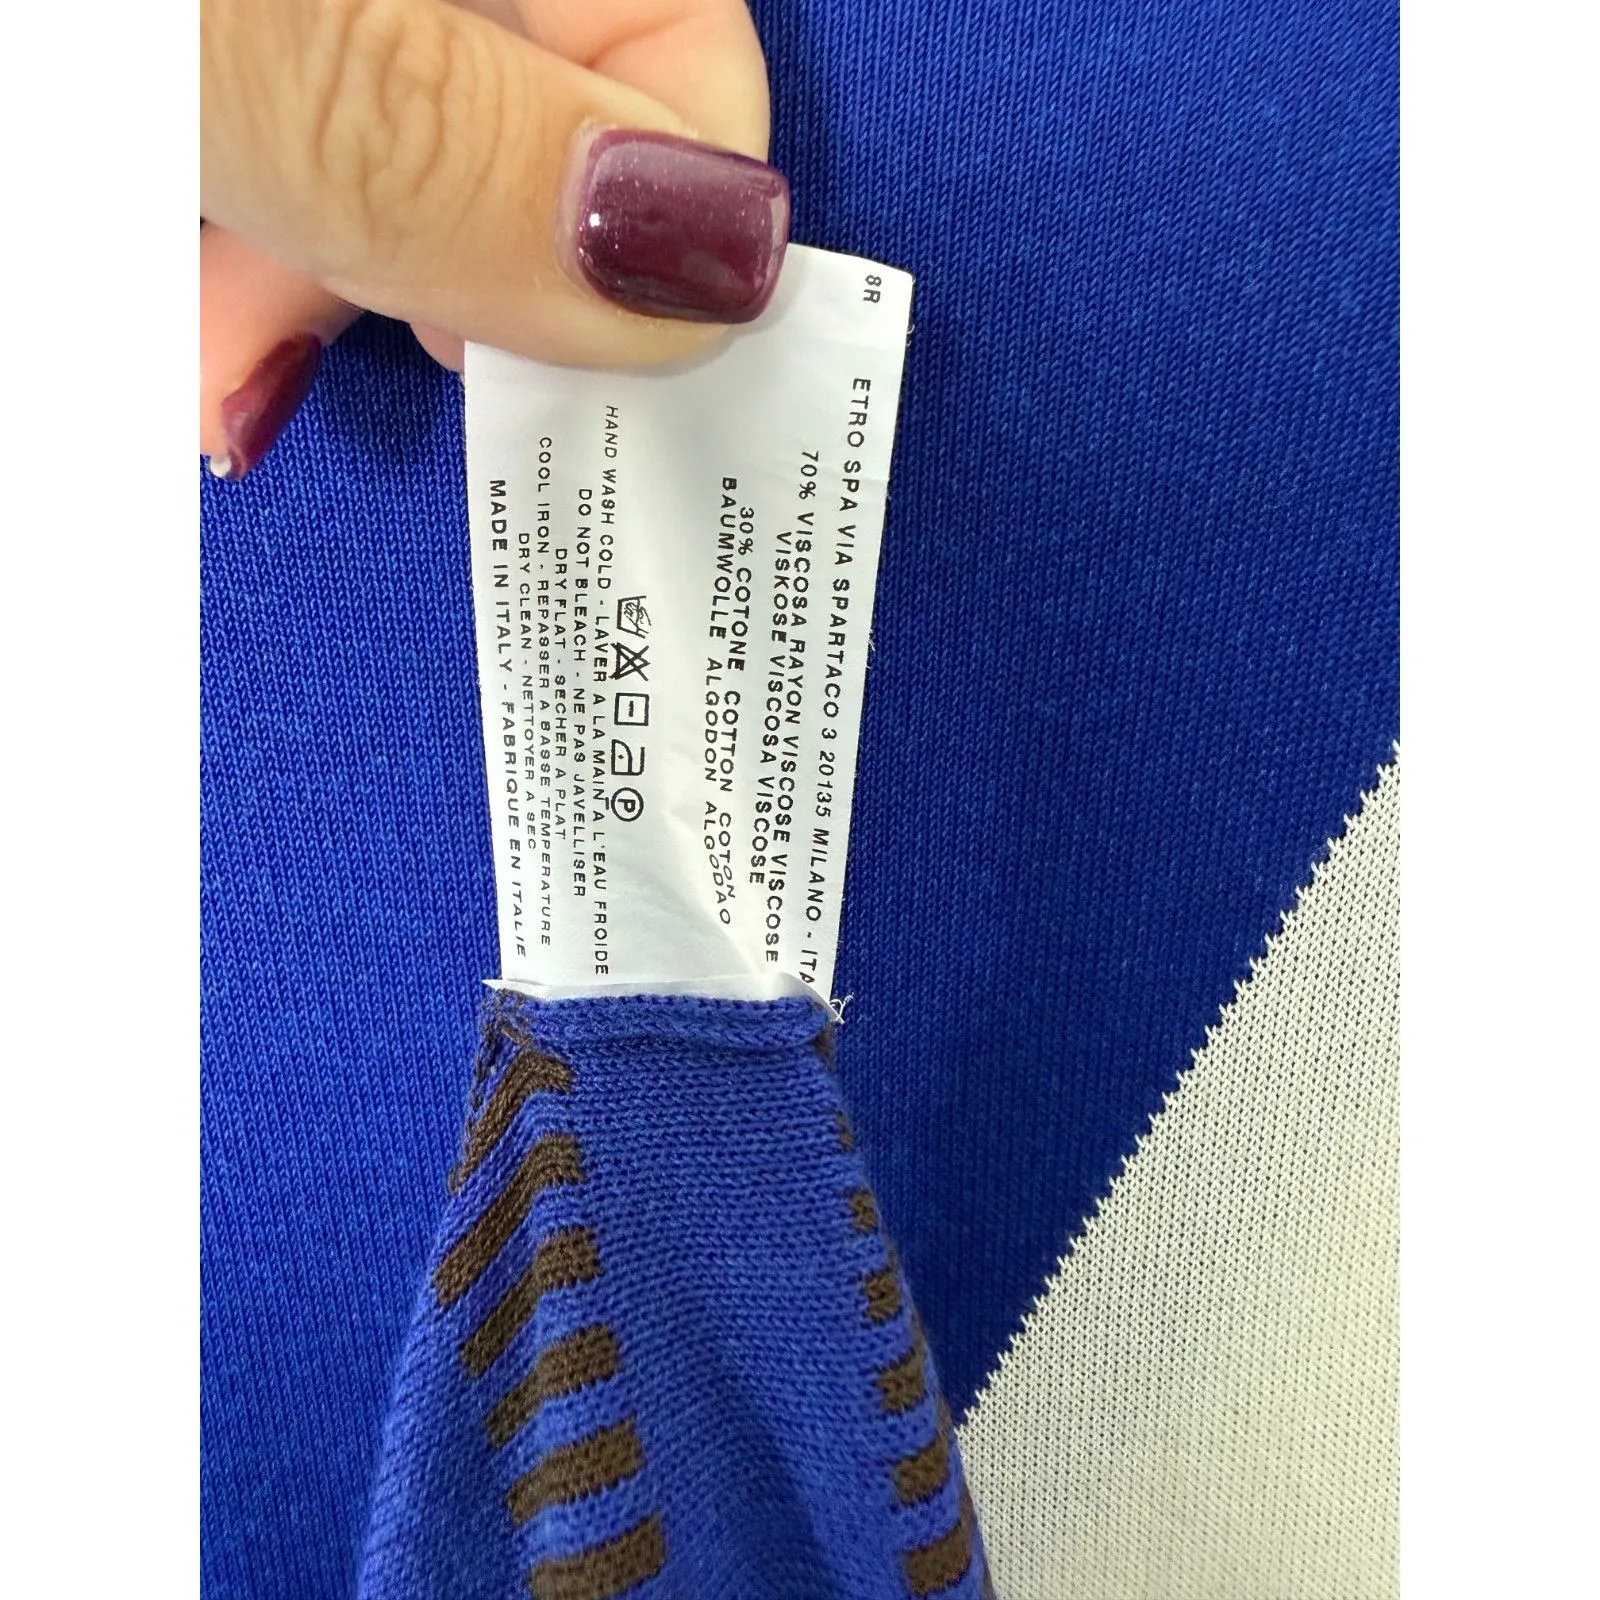 8R
ETRO SPA VIA SPARTACO 3 20135 MILANO - ITA
70% VISCOSA RAYON VISCOSE VISCOSE
VISKOSE VISCOSA VISCOSE
30% COTONE COTTON COTON
BAUMWOLLE ALGODON ALGODAO
P
HAND WASH COLD - LAVER A LA MAIN A L'EAU FROIDE
DO NOT BLEACH - NE PAS JAVELLISER
DRY FLAT - SECHER A PLAT
COOL IRON - REPASSER A BASSE TEMPERATURE
DRY CLEAN - NETTOYER A SEC
MADE IN ITALY - FABRIQUE EN ITALIE